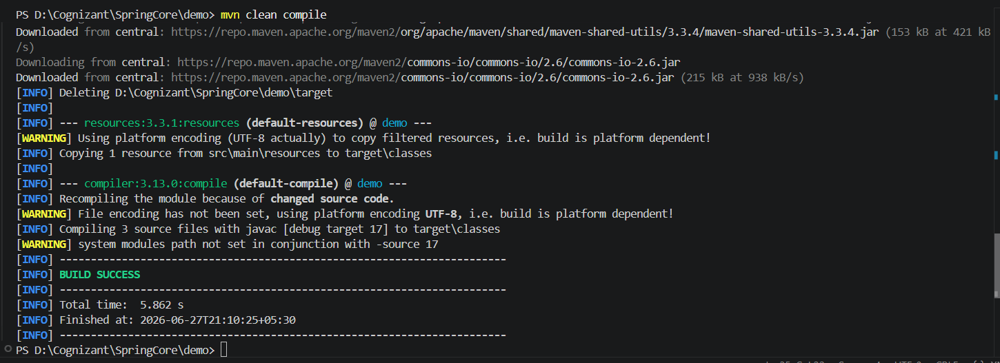 PS D:\Cognizant\SpringCore\demo> mvn clean compile
Downloaded from central: https://repo.maven.apache.org/maven2/org/apache/maven/shared/maven-shared-utils/3.3.4/maven-shared-utils-3.3.4.jar (153 kB at 421 kB
/s)
Downloading from central: https://repo.maven.apache.org/maven2/commons-io/commons-io/2.6/commons-io-2.6.jar
Downloaded from central: https://repo.maven.apache.org/maven2/commons-io/commons-io/2.6/commons-io-2.6.jar (215 kB at 938 kB/s)
[INFO] Deleting D:\Cognizant\SpringCore\demo\target
[INFO]
[INFO] --- resources:3.3.1:resources (default-resources) @ demo ---
[WARNING] Using platform encoding (UTF-8 actually) to copy filtered resources, i.e. build is platform dependent!
[INFO] Copying 1 resource from src\main\resources to target\classes
[INFO]
[INFO] --- compiler:3.13.0:compile (default-compile) @ demo ---
[INFO] Recompiling the module because of changed source code.
[WARNING] File encoding has not been set, using platform encoding UTF-8, i.e. build is platform dependent!
[INFO] Compiling 3 source files with javac [debug target 17] to target\classes
[WARNING] system modules path not set in conjunction with -source 17
[INFO] ------------------------------------------------------------------------
[INFO] BUILD SUCCESS
[INFO] ------------------------------------------------------------------------
[INFO] Total time:  5.862 s
[INFO] Finished at: 2026-06-27T21:10:25+05:30
[INFO] ------------------------------------------------------------------------
PS D:\Cognizant\SpringCore\demo>